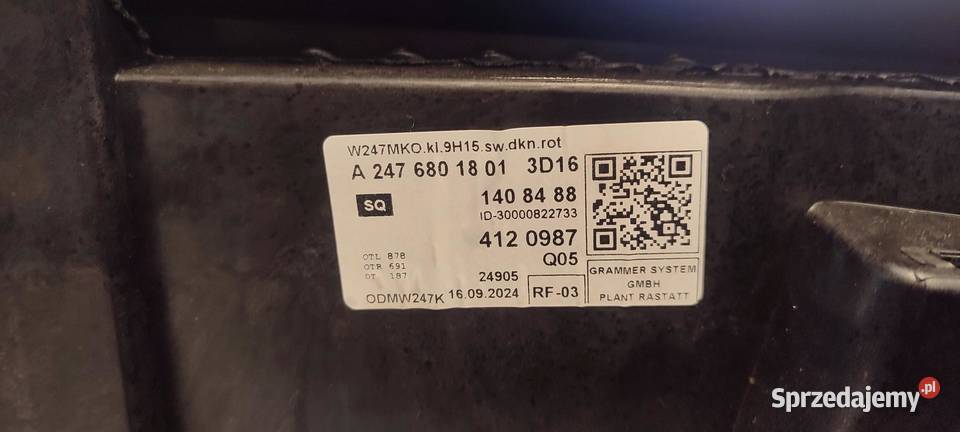 W247MKO.kl.9H15.sw.dkn.rot
A 247 680 18 01 3D16
SQ
140 84 88
ID-30000822733
412 0987
Q05
OTL 878
OTR 691
DT 187
24905
ODMW247K 16.09.2024
RF-03
GRAMMER SYSTEM
GMBH
PLANT RASTATT
Sprzedajemy.pl